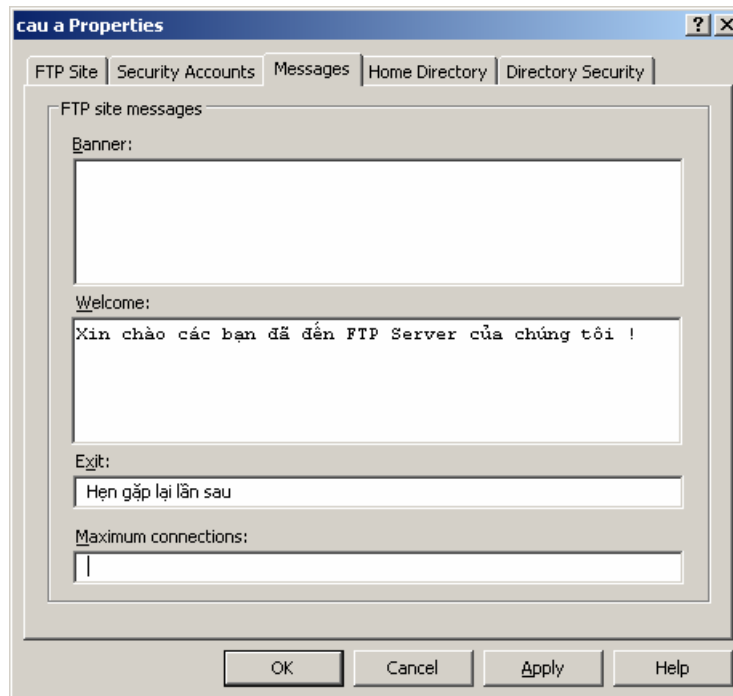 cau a Properties
FTP Site Security Accounts Messages Home Directory Directory Security
FTP site messages
Banner:
Welcome:
Xin chào các bạn đã đến FTP Server của chúng tôi !
Exit:
Hẹn gặp lại lần sau
Maximum connections:
OK Cancel Apply Help